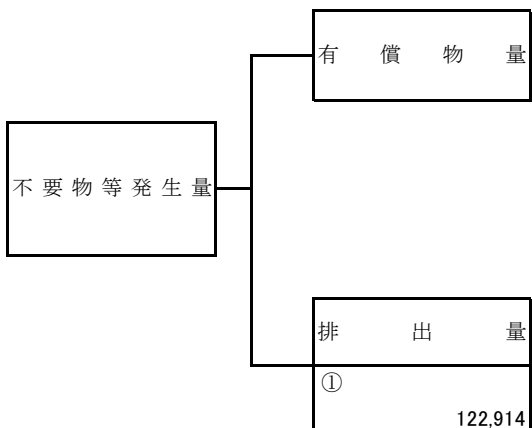 有償物量
不要物等発生量
排出量
①
122,914